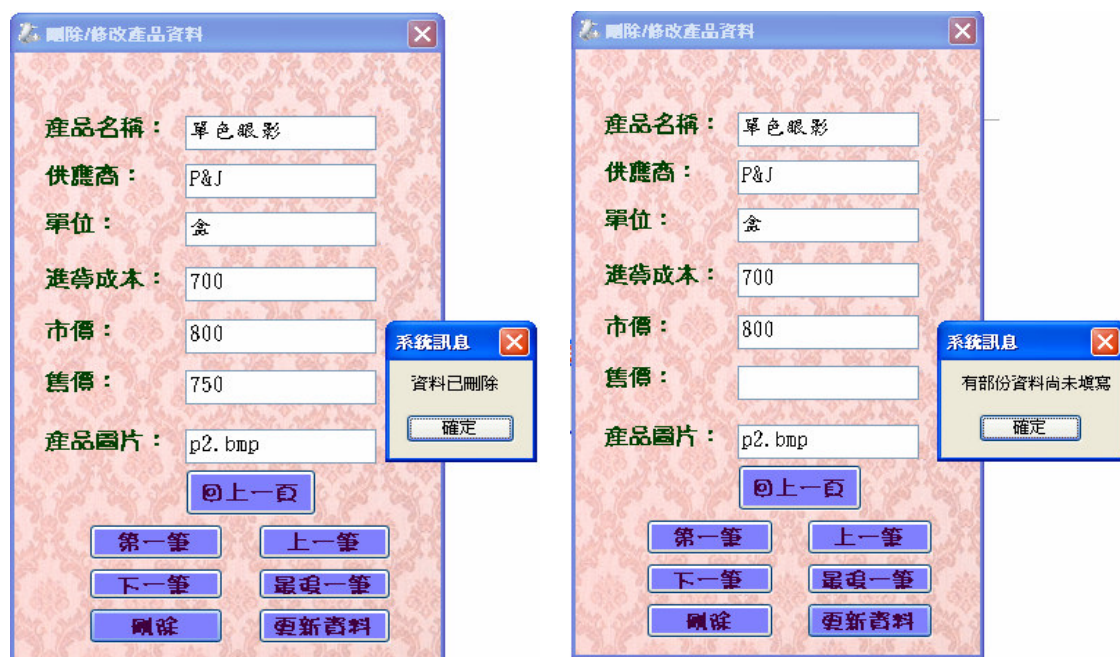 刪除/修改產品資料
產品名稱： 單色眼影
供應商： P&J
單位： 盒
進貨成本： 700
市價： 800
售價： 750
產品圖片： p2.bmp
系統訊息
資料已刪除
確定
回上一頁
第一筆 上一筆
下一筆 最後一筆
刪除 更新資料
刪除/修改產品資料
產品名稱： 單色眼影
供應商： P&J
單位： 盒
進貨成本： 700
市價： 800
售價：
產品圖片： p2.bmp
系統訊息
有部份資料尚未填寫
確定
回上一頁
第一筆 上一筆
下一筆 最後一筆
刪除 更新資料